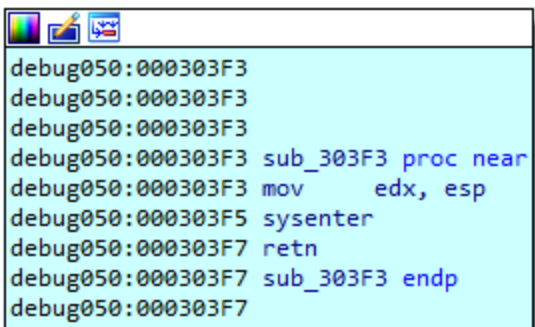 debug050:000303F3
debug050:000303F3
debug050:000303F3
debug050:000303F3 sub_303F3 proc near
debug050:000303F3 mov     edx, esp
debug050:000303F5 sysenter
debug050:000303F7 retn
debug050:000303F7 sub_303F3 endp
debug050:000303F7